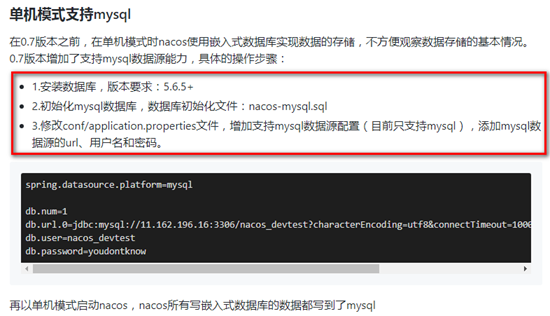 单机模式支持mysql
在0.7版本之前，在单机模式时nacos使用嵌入式数据库实现数据的存储，不方便观察数据存储的基本情况。
0.7版本增加了支持mysql数据源能力，具体的操作步骤：
• 1.安装数据库，版本要求：5.6.5+
• 2.初始化mysql数据库，数据库初始化文件：nacos-mysql.sql
• 3.修改conf/application.properties文件，增加支持mysql数据源配置（目前只支持mysql），添加mysql数
据源的url、用户名和密码。
spring.datasource.platform=mysql
db.num=1
db.url.0=jdbc:mysql://11.162.196.16:3306/nacos_devtest?characterEncoding=utf8&connectTimeout=1000
db.user=nacos_devtest
db.password=youdontknow
再以单机模式启动nacos，nacos所有写嵌入式数据库的数据都写到了mysql